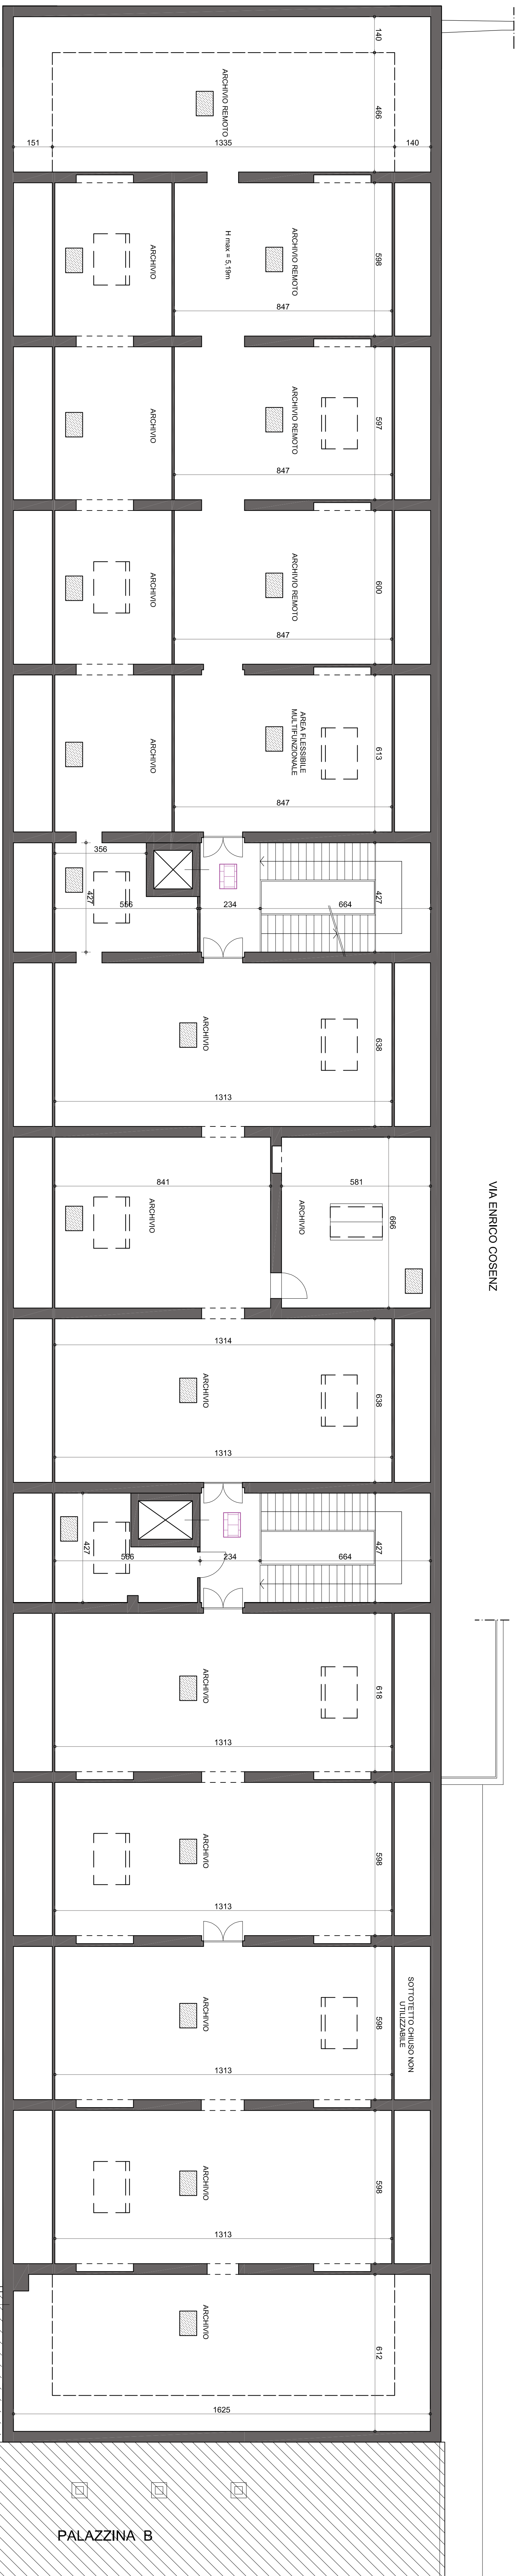 140
466
ARCHIVIO REMOTO
151
1335
140
ARCHIVIO
H max = 5,19m
ARCHIVIO REMOTO
598
847
ARCHIVIO
ARCHIVIO REMOTO
597
847
ARCHIVIO
ARCHIVIO REMOTO
600
847
ARCHIVIO
AREA FLESSIBILE
MULTIFUNZIONALE
613
847
356
427
427
556
234
664
ARCHIVIO
638
1313
VIA ENRICO COSENZ
841
581
ARCHIVIO
ARCHIVIO
666
1314
ARCHIVIO
638
1313
427
427
566
234
664
ARCHIVIO
618
1313
ARCHIVIO
598
1313
SOTTOTETTO CHIUSO NON
UTILIZZABILE
ARCHIVIO
598
1313
ARCHIVIO
598
1313
ARCHIVIO
612
1625
PALAZZINA B